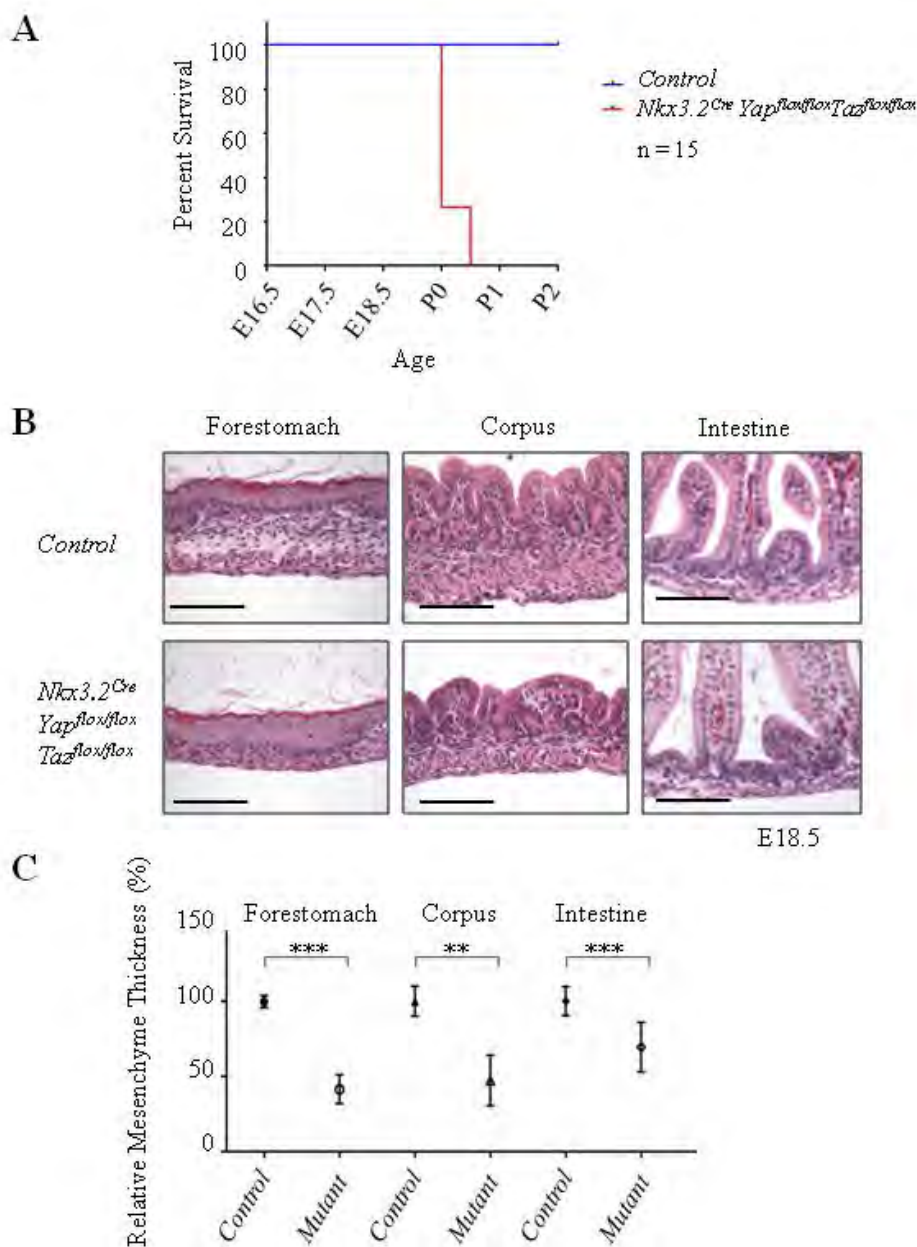 A
Percent Survival
100
80
60
40
20
0
E16.5
E17.5
E18.5
P0
P1
P2
Age
Control
Nkx3.2Cre Yapflox/floxTazflox/flox
n = 15
B
Forestomach
Corpus
Intestine
Control
Nkx3.2Cre
Yapflox/flox
Tazflox/flox
E18.5
C
Relative Mesenchyme Thickness (%)
150
100
50
0
Forestomach
Corpus
Intestine
***
**
***
Control
Mutant
Control
Mutant
Control
Mutant